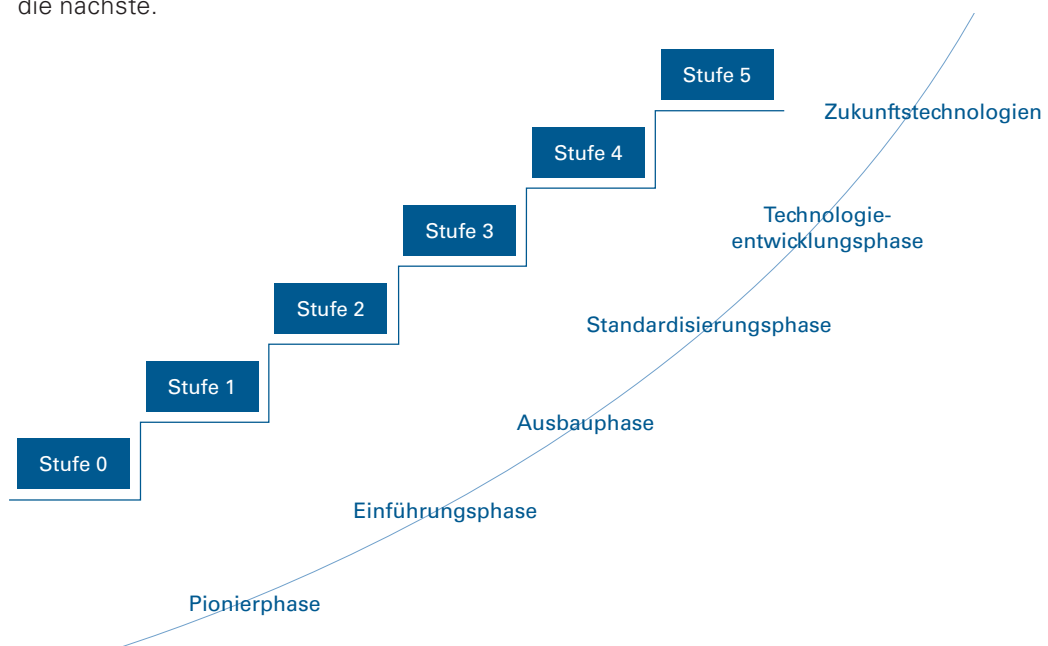 die nächste.
Stufe 5
Zukunftstechnologien
Stufe 4
Technologie-
entwicklungsphase
Stufe 3
Stufe 2
Standardisierungsphase
Stufe 1
Ausbauphase
Stufe 0
Einführungsphase
Pionierphase